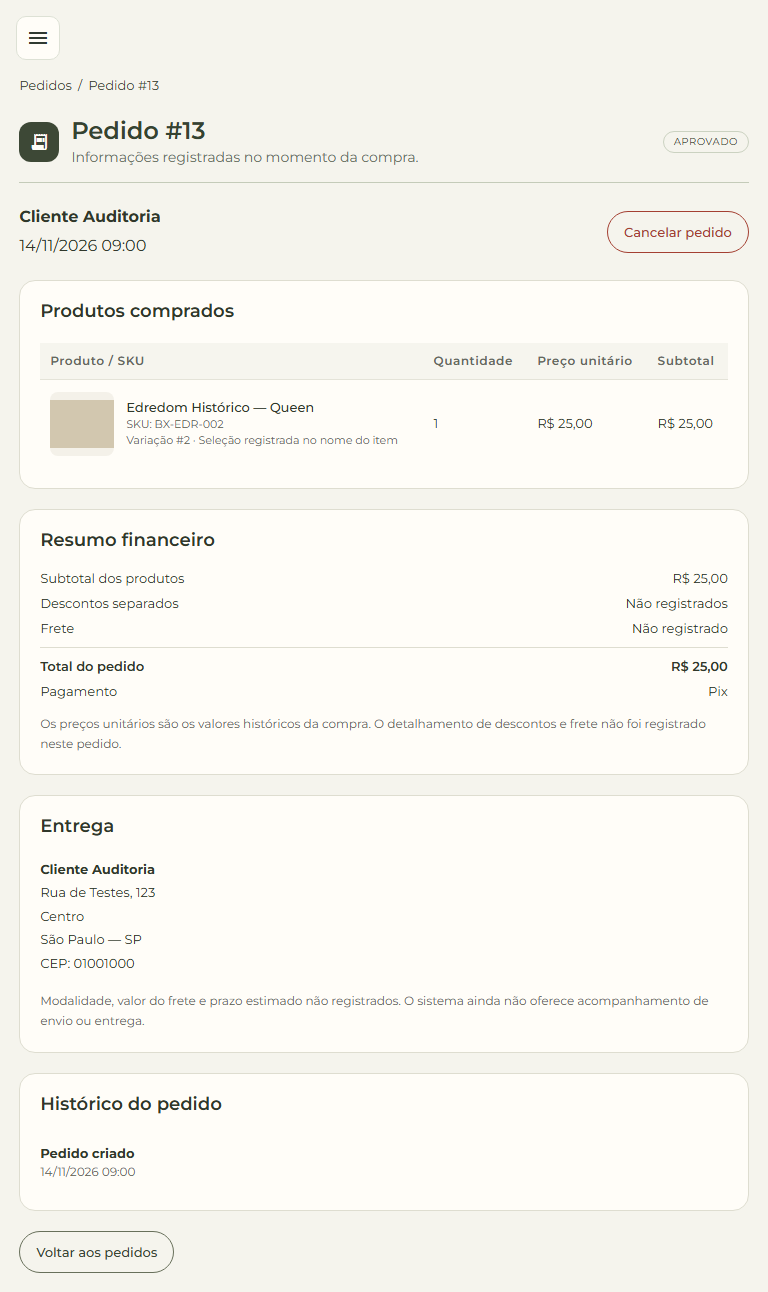 Pedidos / Pedido #13
Pedido #13
Informações registradas no momento da compra.
APROVADO
Cliente Auditoria
14/11/2026 09:00
Cancelar pedido
Produtos comprados
Produto / SKU Quantidade Preço unitário Subtotal
Edredom Histórico — Queen
SKU: BX-EDR-002
Variação #2 · Seleção registrada no nome do item
1 R$ 25,00 R$ 25,00
Resumo financeiro
Subtotal dos produtos R$ 25,00
Descontos separados Não registrados
Frete Não registrado
Total do pedido R$ 25,00
Pagamento Pix
Os preços unitários são os valores históricos da compra. O detalhamento de descontos e frete não foi registrado
neste pedido.
Entrega
Cliente Auditoria
Rua de Testes, 123
Centro
São Paulo — SP
CEP: 01001000
Modalidade, valor do frete e prazo estimado não registrados. O sistema ainda não oferece acompanhamento de
envio ou entrega.
Histórico do pedido
Pedido criado
14/11/2026 09:00
Voltar aos pedidos